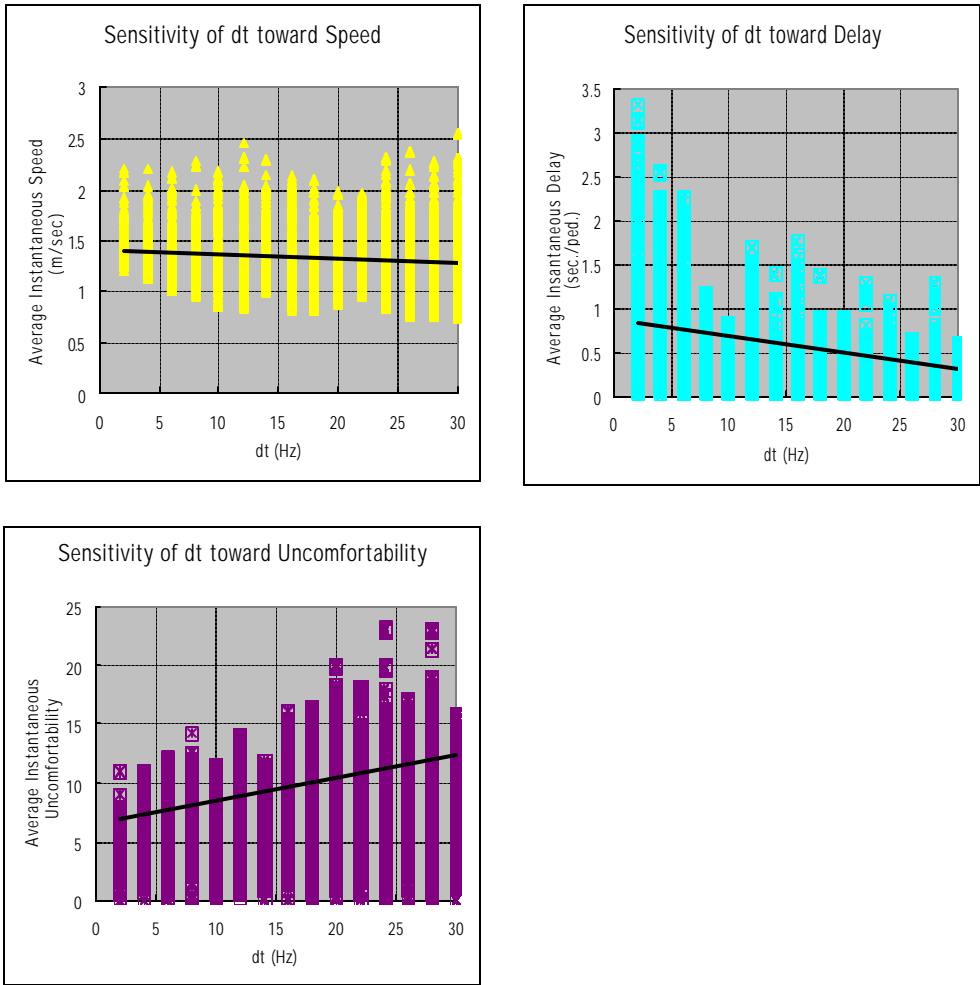 Sensitivity of dt toward Speed
3
25
2
15
1
05
0
Average Instantaneous Speed
(m/sec)
0 5 10 15 20 25 30
dt (Hz)
Sensitivity of dt toward Delay
3.5
3
2.5
2
1.5
1
0.5
0
Average Insantaneous Delay
(sec./ped.)
0 5 10 15 20 25 30
dt (Hz)
Sensitivity of dt toward Uncomfortability
25
20
15
10
5
0
Average Instantaneous
Uncomfortability
0 5 10 15 20 25 30
dt (Hz)